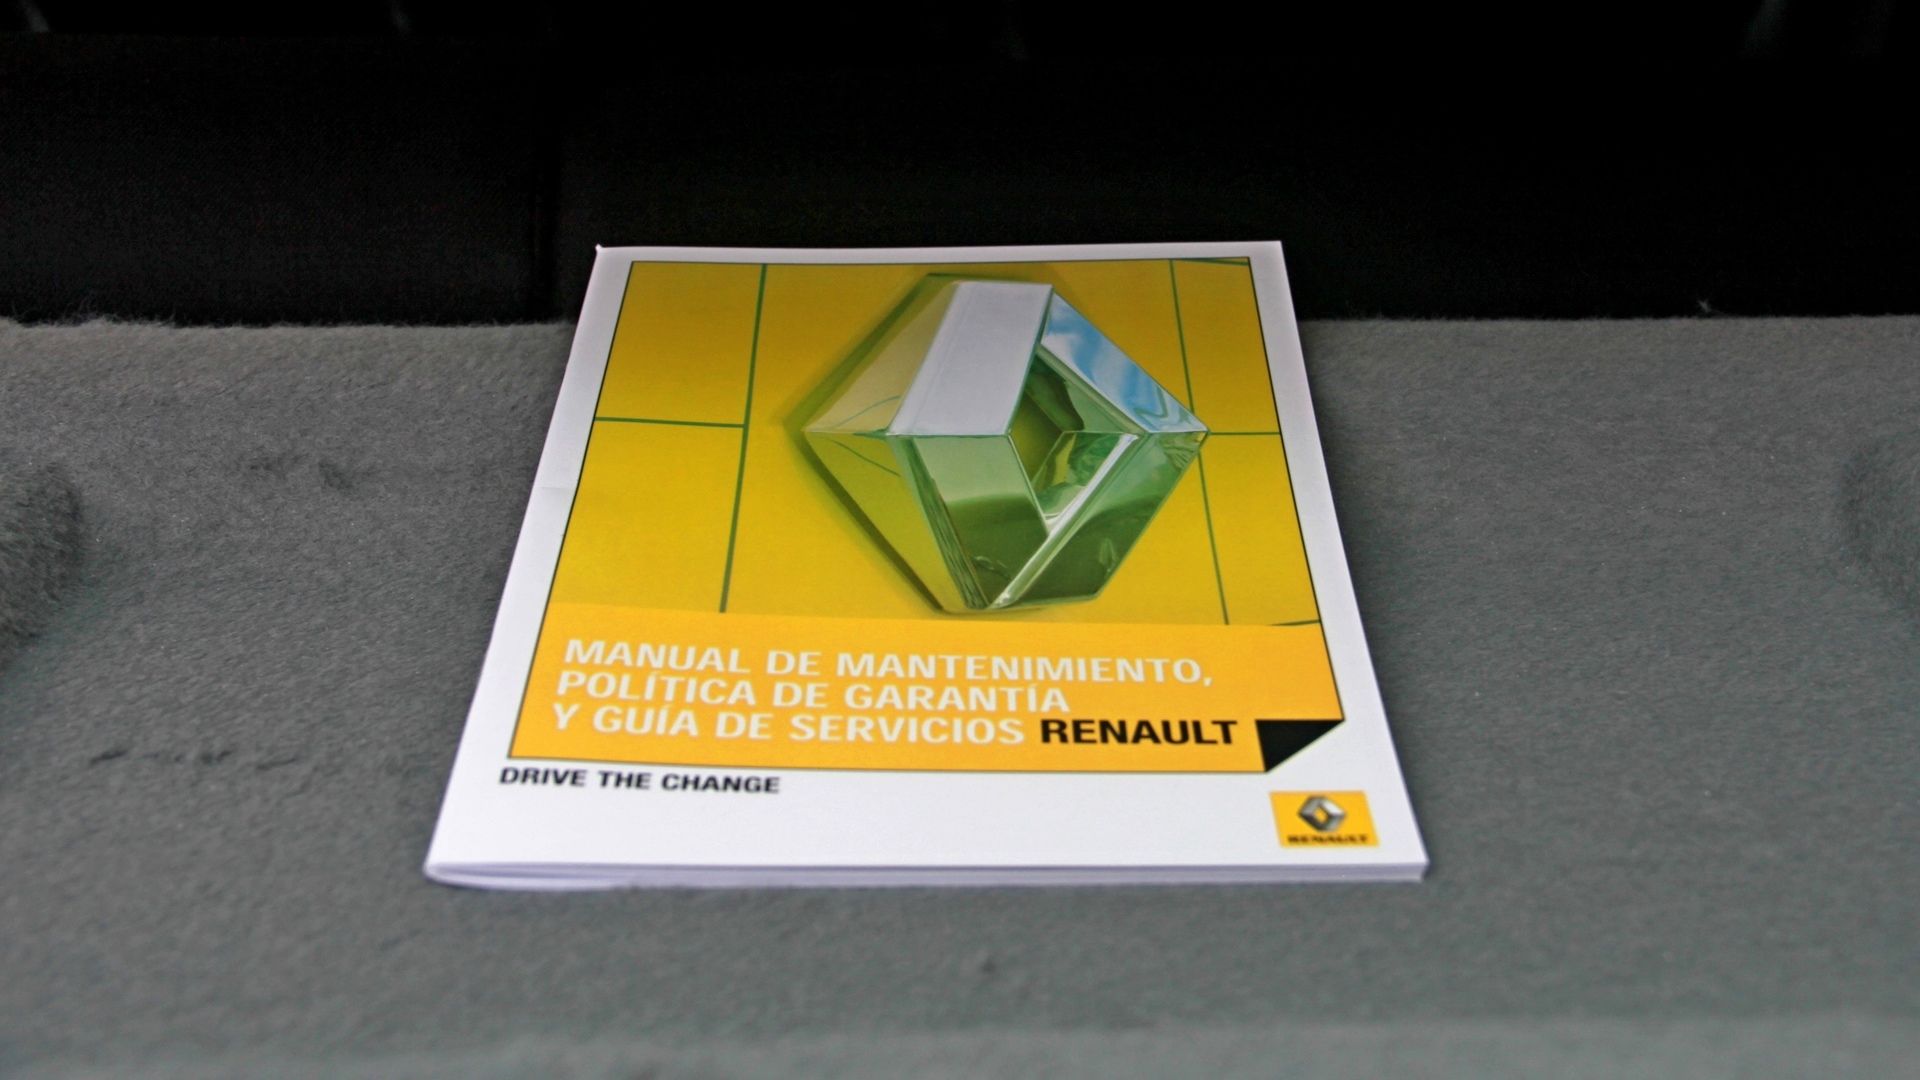 MANUAL DE MANTENIMIENTO,
POLÍTICA DE GARANTÍA
Y GUÍA DE SERVICIOS RENAULT
DRIVE THE CHANGE
RENAULT